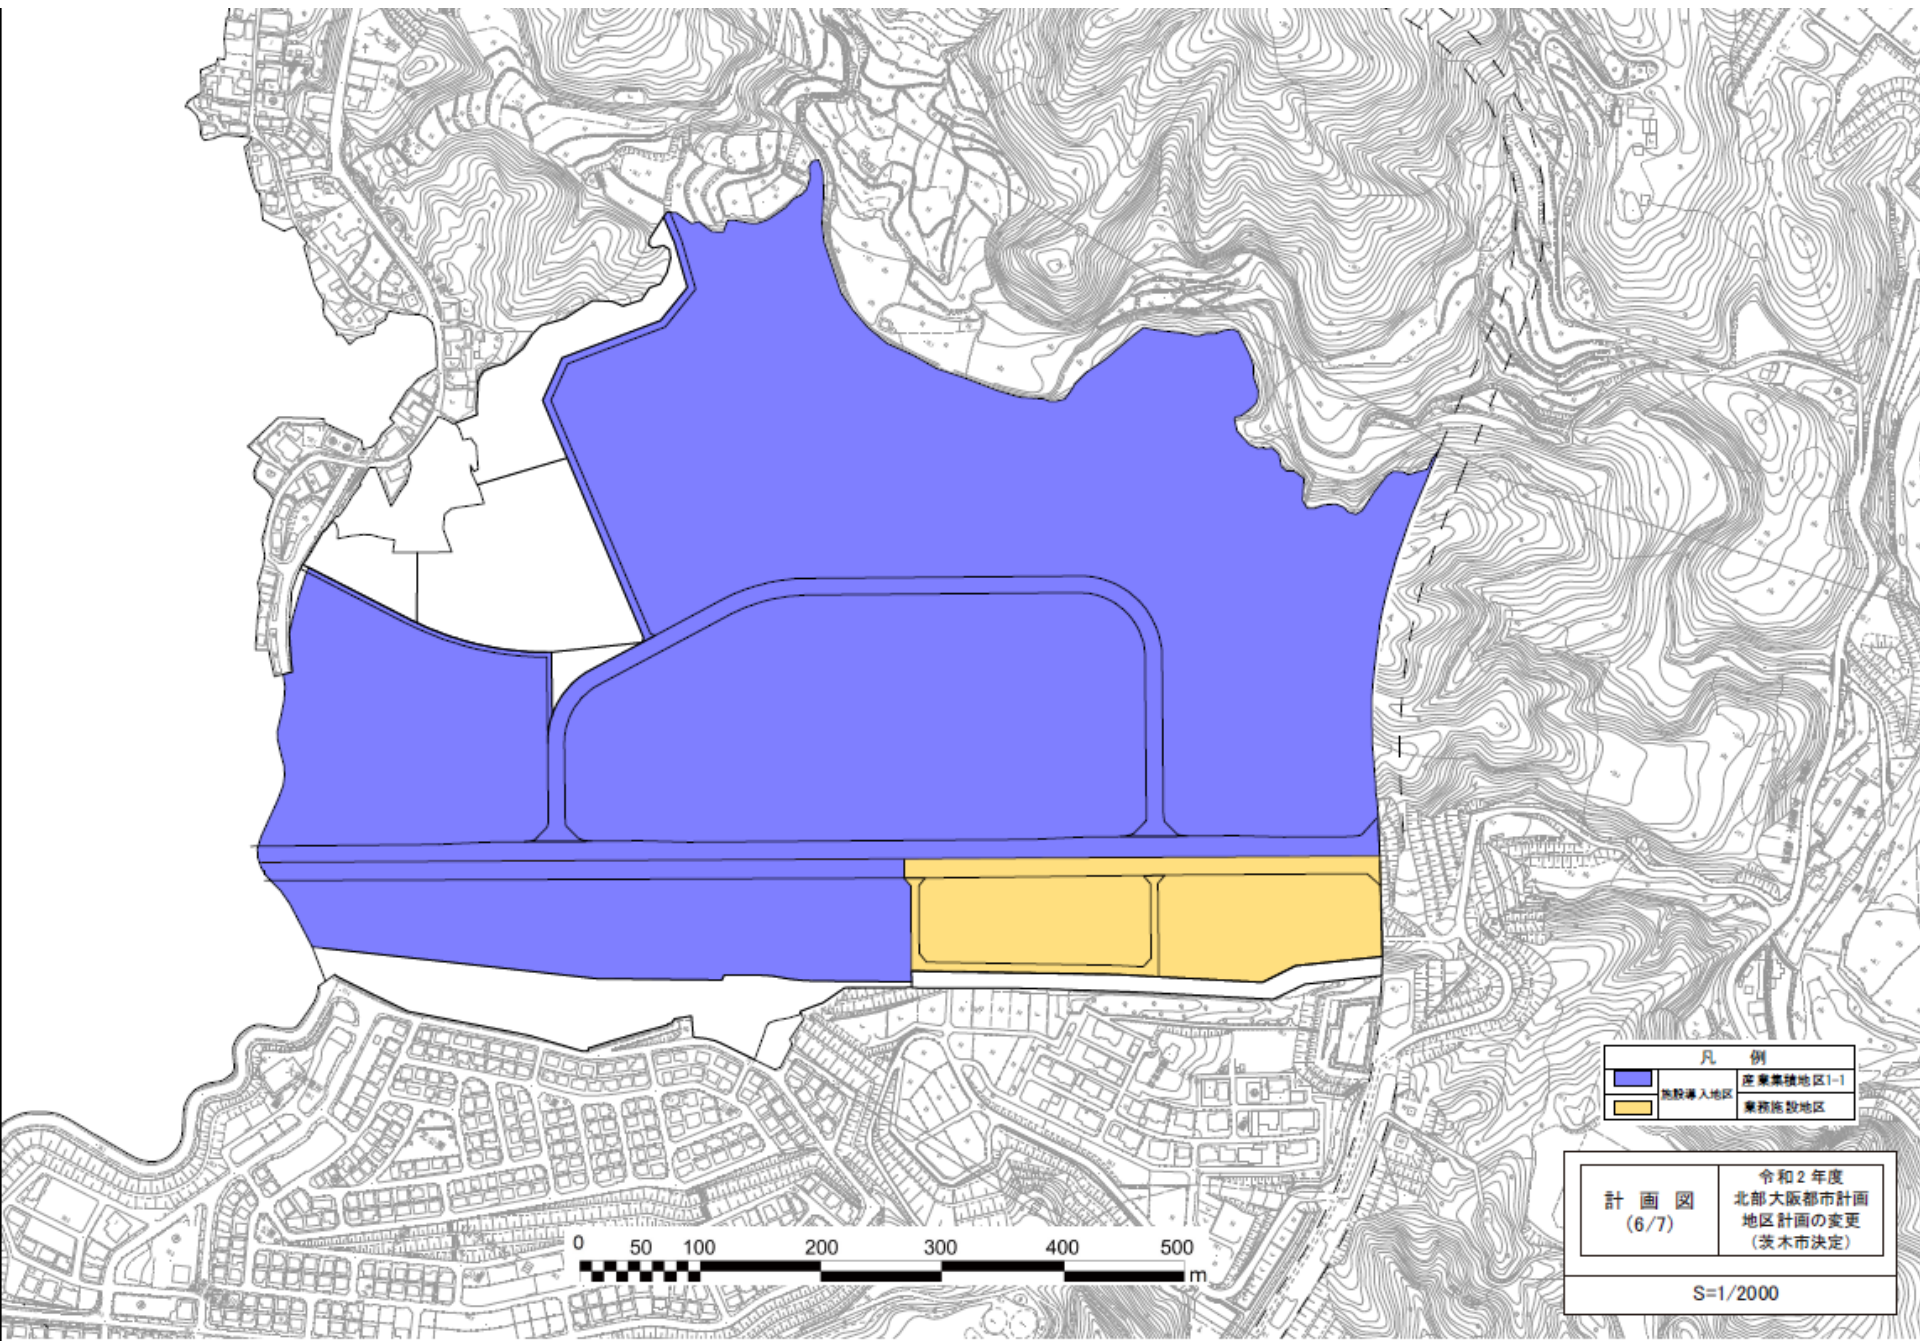 大岩
凡 例
産業集積地区1-1
施設導入地区
業務施設地区
計画図
(6/7)
令和2年度
北部大阪都市計画
地区計画の変更
(茨木市決定)
S=1/2000
0 50 100 200 300 400 500
m